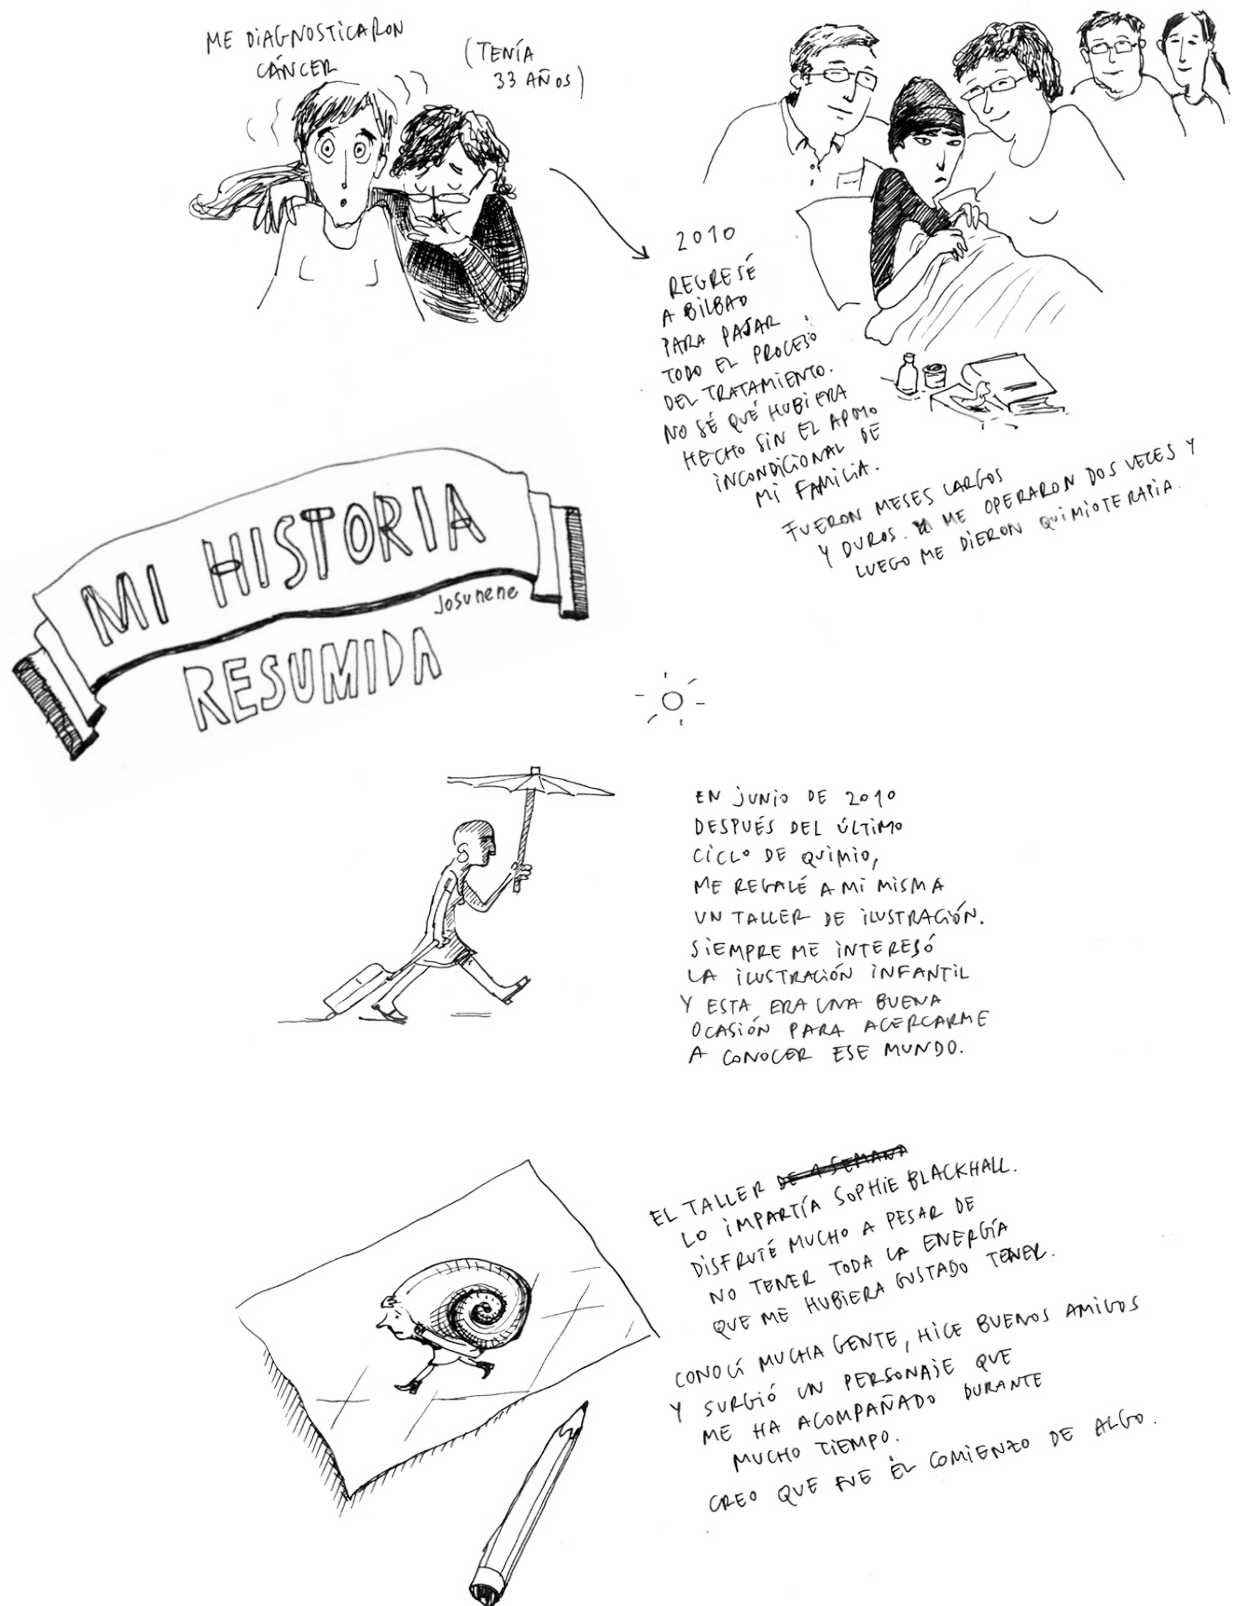 ME DIAGNOSTICARON
CÁNCER
(TENÍA
33 AÑOS)
2010
REGRESÉ
A BILBAO
PARA PASAR
TODO EL PROCESO
DEL TRATAMIENTO.
NO SÉ QUÉ HUBIERA
HECHO SIN EL APOYO
INCONDICIONAL DE
MI FAMILIA.
FUERON MESES LARGOS
Y DUROS. ME OPERARON DOS VECES Y
LUEGO ME DIERON QUIMIOTERAPIA.
MI HISTORIA
Josunene
RESUMIDA
EN JUNIO DE 2010
DESPUÉS DEL ÚLTIMO
CICLO DE QUIMIO,
ME REGALÉ A MI MISMA
UN TALLER DE ILUSTRACIÓN.
SIEMPRE ME INTERESÓ
LA ILUSTRACIÓN INFANTIL
Y ESTA ERA UNA BUENA
OCASIÓN PARA ACERCARME
A CONOCER ESE MUNDO.
EL TALLER DE 1 SEMANA
LO IMPARTÍA SOPHIE BLACKHALL.
DISFRUTÉ MUCHO A PESAR DE
NO TENER TODA LA ENERGÍA
QUE ME HUBIERA GUSTADO TENER.
CONOCÍ MUCHA GENTE, HICE BUENOS AMIGOS
Y SURGIÓ UN PERSONAJE QUE
ME HA ACOMPAÑADO DURANTE
MUCHO TIEMPO.
CREO QUE FUE EL COMIENZO DE ALGO.